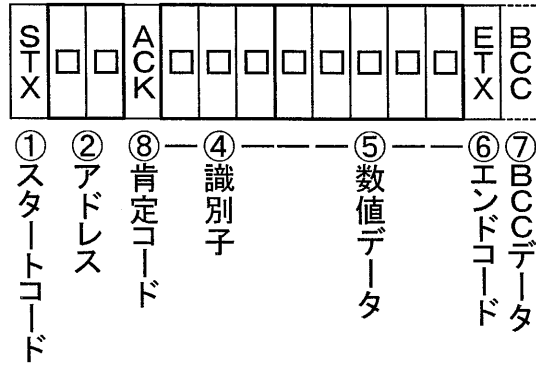 STX □ □ ACK □ □ □ □ □ □ □ □ ETX BCC
① ② ⑧ ④ ⑤ ⑥ ⑦
スタートコード
アドレス
肯定コード
識別子
数値データ
エンドコード
BCCデータ